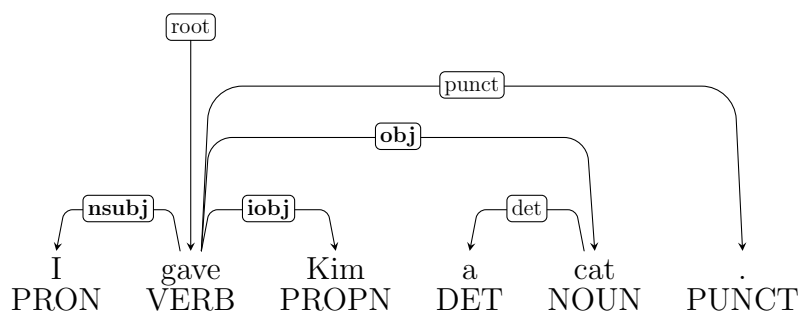 root
punct
obj
nsubj iobj det
I gave Kim a cat .
PRON VERB PROPN DET NOUN PUNCT